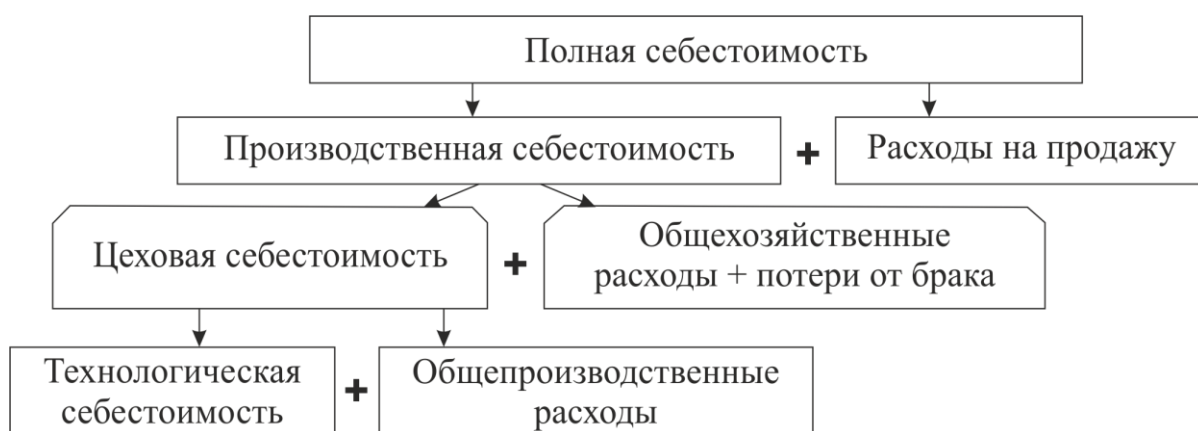 Полная себестоимость
Производственная себестоимость + Расходы на продажу
Цеховая себестоимость + Общехозяйственные
расходы + потери от брака
Технологическая
себестоимость + Общепроизводственные
расходы